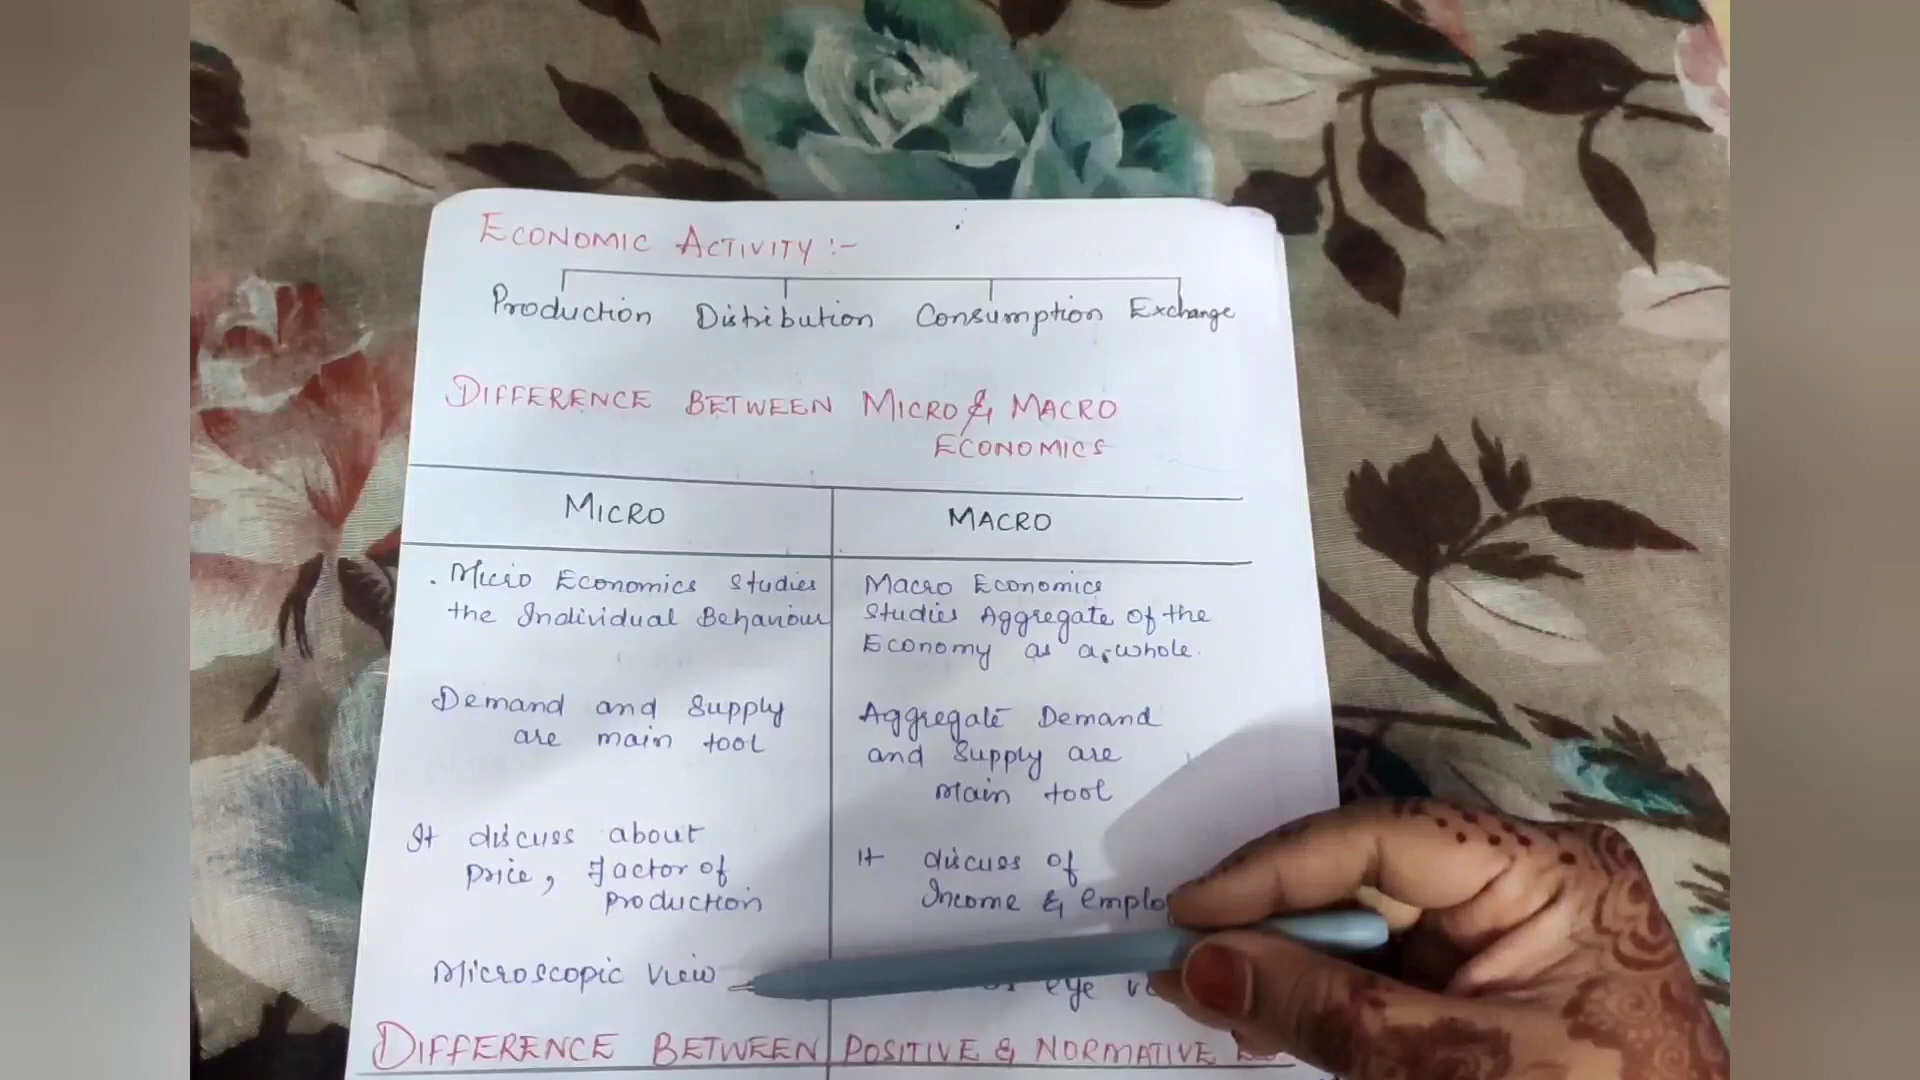 ECONOMIC ACTIVITY :-
Production Distribution Consumption Exchange
DIFFERENCE BETWEEN MICRO & MACRO
ECONOMICS
MICRO
MACRO
. Micro Economics Studies
the Individual Behaviour
Macro Economics
Studies Aggregate of the
Economy as a whole.
Demand and Supply
are main tool
Aggregate Demand
and Supply are
Main tool
It discuss about
price, factor of
production
It discuss of
Income &
Microscopic view
eye
DIFFERENCE BETWEEN POSITIVE & NORMATIVE